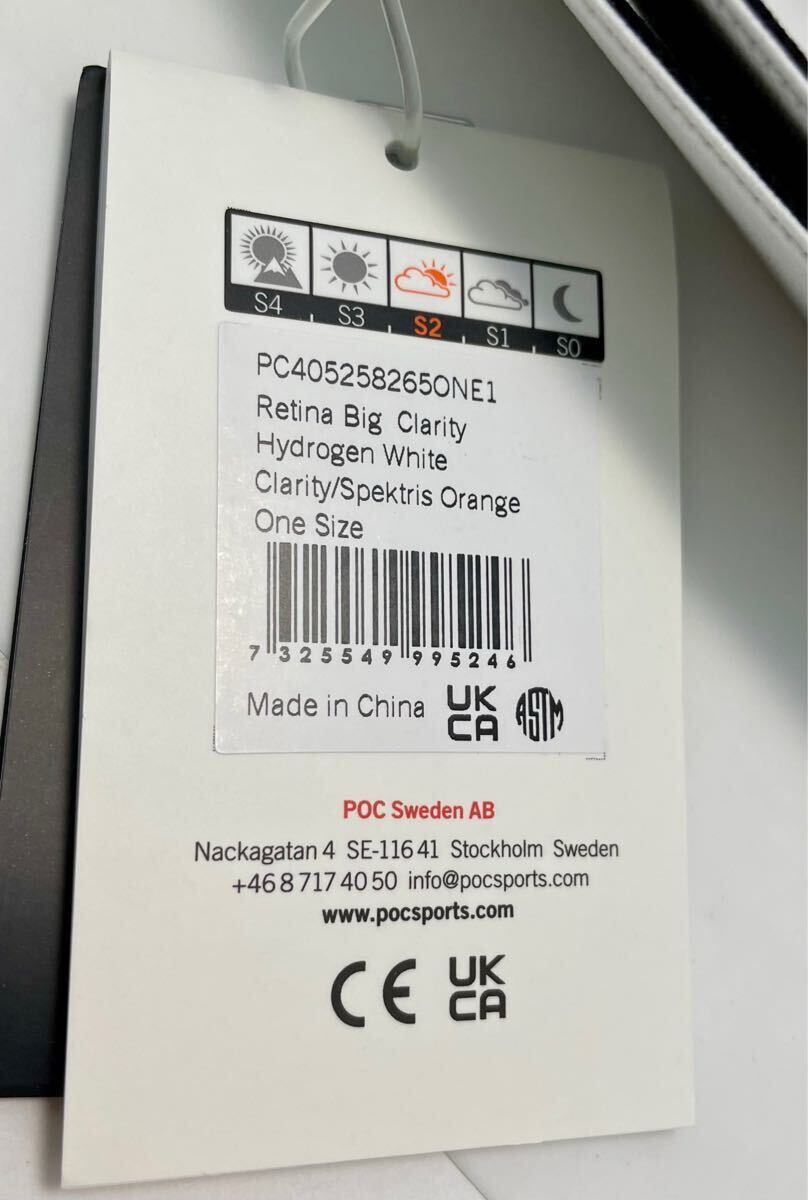 S4 S3 S2 S1 S0
PC405258265ONE1
Retina Big Clarity
Hydrogen White
Clarity/Spektris Orange
One Size
7 325549 995246
Made in China UK CA ASTM
POC Sweden AB
Nackagatan 4 SE-116 41 Stockholm Sweden
+46 8 717 40 50 info@pocsports.com
www.pocsports.com
CE UK CA